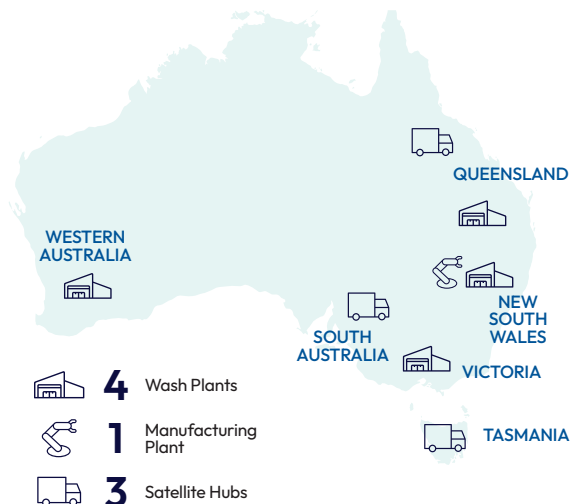 QUEENSLAND
WESTERN
AUSTRALIA
NEW
SOUTH
WALES
SOUTH
AUSTRALIA
VICTORIA
TASMANIA
4 Wash Plants
1 Manufacturing
Plant
3 Satellite Hubs